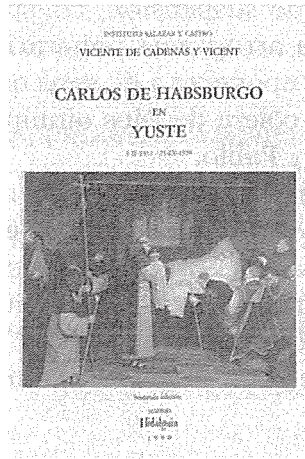 INSTITUTO SALAZAR Y CASTRO
VICENTE DE CADENAS Y VICENT
CARLOS DE HABSBURGO
EN
YUSTE
Hidalguía